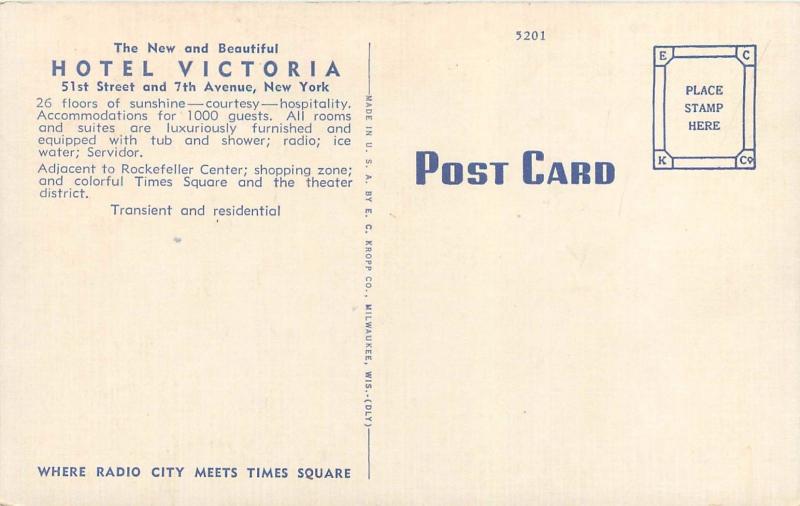 The New and Beautiful
HOTEL VICTORIA
51st Street and 7th Avenue, New York
26 floors of sunshine—courtesy—hospitality.
Accommodations for 1000 guests. All rooms
and suites are luxuriously furnished and
equipped with tub and shower; radio; ice
water; Servidor.
Adjacent to Rockefeller Center; shopping zone;
and colorful Times Square and the theater
district.
Transient and residential
WHERE RADIO CITY MEETS TIMES SQUARE
MADE IN U. S. A. BY E. C. KROPP CO., MILWAUKEE, WIS.-(DLY)
5201
POST CARD
E C
PLACE
STAMP
HERE
K Co